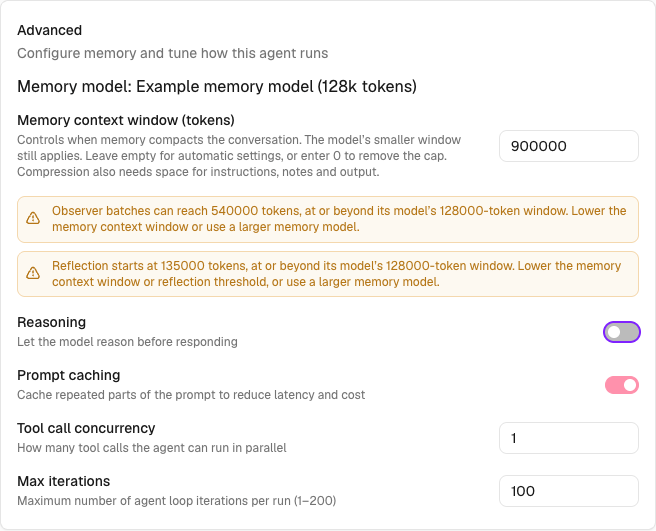 Advanced
Configure memory and tune how this agent runs
Memory model: Example memory model (128k tokens)
Memory context window (tokens)
Controls when memory compacts the conversation. The model's smaller window
still applies. Leave empty for automatic settings, or enter 0 to remove the cap.
Compression also needs space for instructions, notes and output.
900000
Observer batches can reach 540000 tokens, at or beyond its model's 128000-token window. Lower the
memory context window or use a larger memory model.
Reflection starts at 135000 tokens, at or beyond its model's 128000-token window. Lower the memory
context window or reflection threshold, or use a larger memory model.
Reasoning
Let the model reason before responding
Prompt caching
Cache repeated parts of the prompt to reduce latency and cost
Tool call concurrency
How many tool calls the agent can run in parallel
1
Max iterations
Maximum number of agent loop iterations per run (1–200)
100